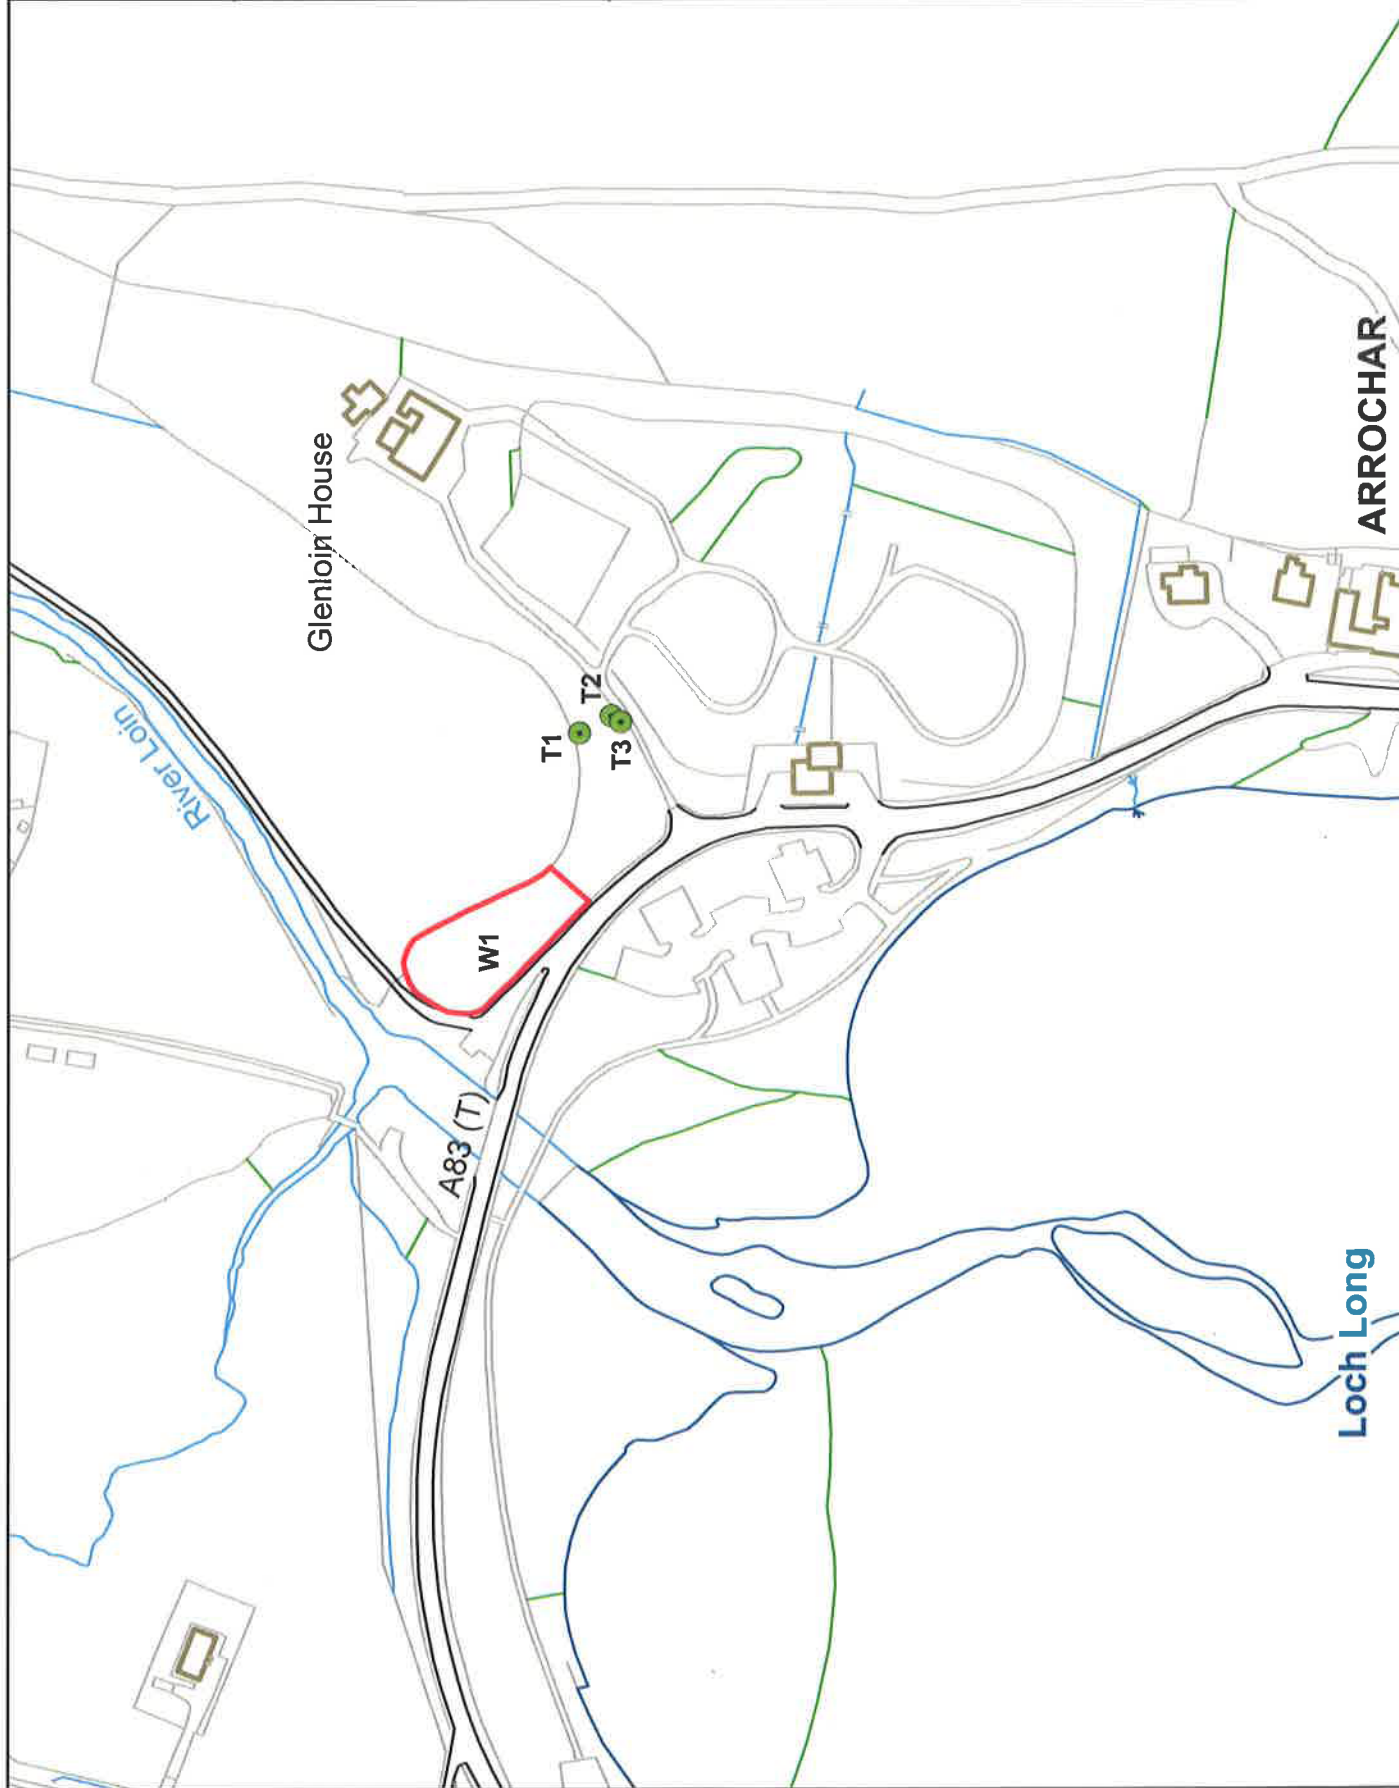 River Loin
Glenloin House
T1
T2
T3
W1
A83 (T)
ARROCHAR
Loch Long